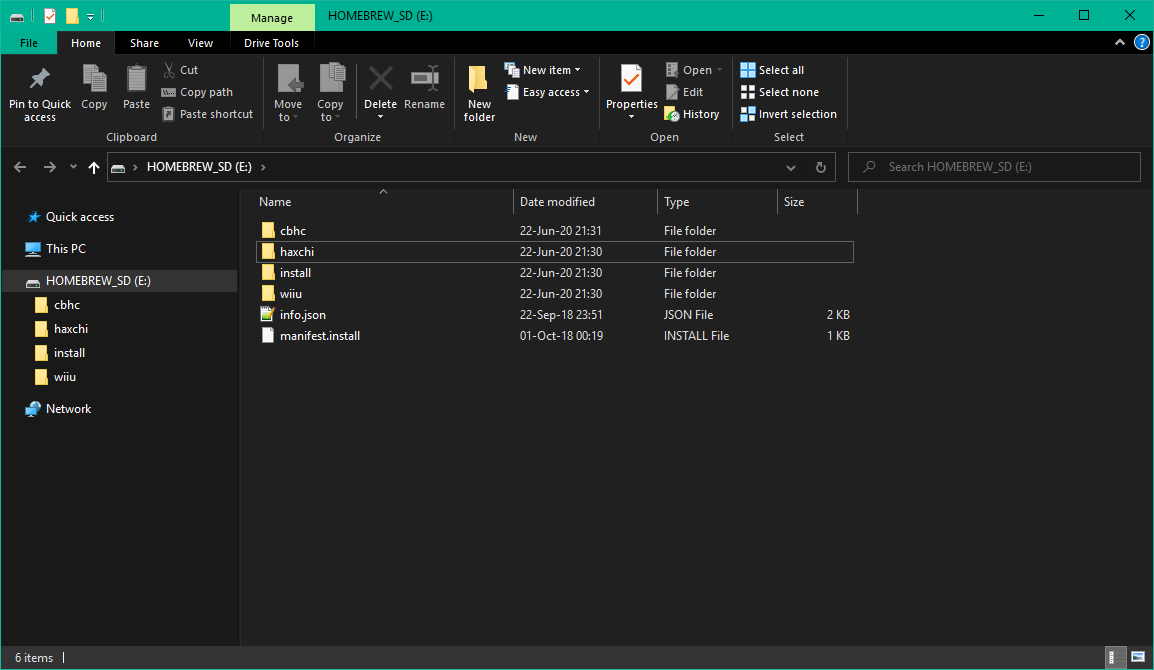 Manage
HOMEBREW_SD (E:)
File
Home
Share
View
Drive Tools
?
Pin to Quick
access
Copy
Paste
Cut
Copy path
Paste shortcut
Clipboard
Move
to
Copy
to
Delete
Rename
Organize
New
folder
New item
Easy access
New
Properties
Open
Edit
History
Open
Select all
Select none
Invert selection
Select
HOMEBREW_SD (E:)
Search HOMEBREW_SD (E:)
Quick access
This PC
HOMEBREW_SD (E:)
cbhc
haxchi
install
wiiu
Network
Name Date modified Type Size
cbhc 22-Jun-20 21:31 File folder
haxchi 22-Jun-20 21:30 File folder
install 22-Jun-20 21:30 File folder
wiiu 22-Jun-20 21:30 File folder
info.json 22-Sep-18 23:51 JSON File 2 KB
manifest.install 01-Oct-18 00:19 INSTALL File 1 KB
6 items